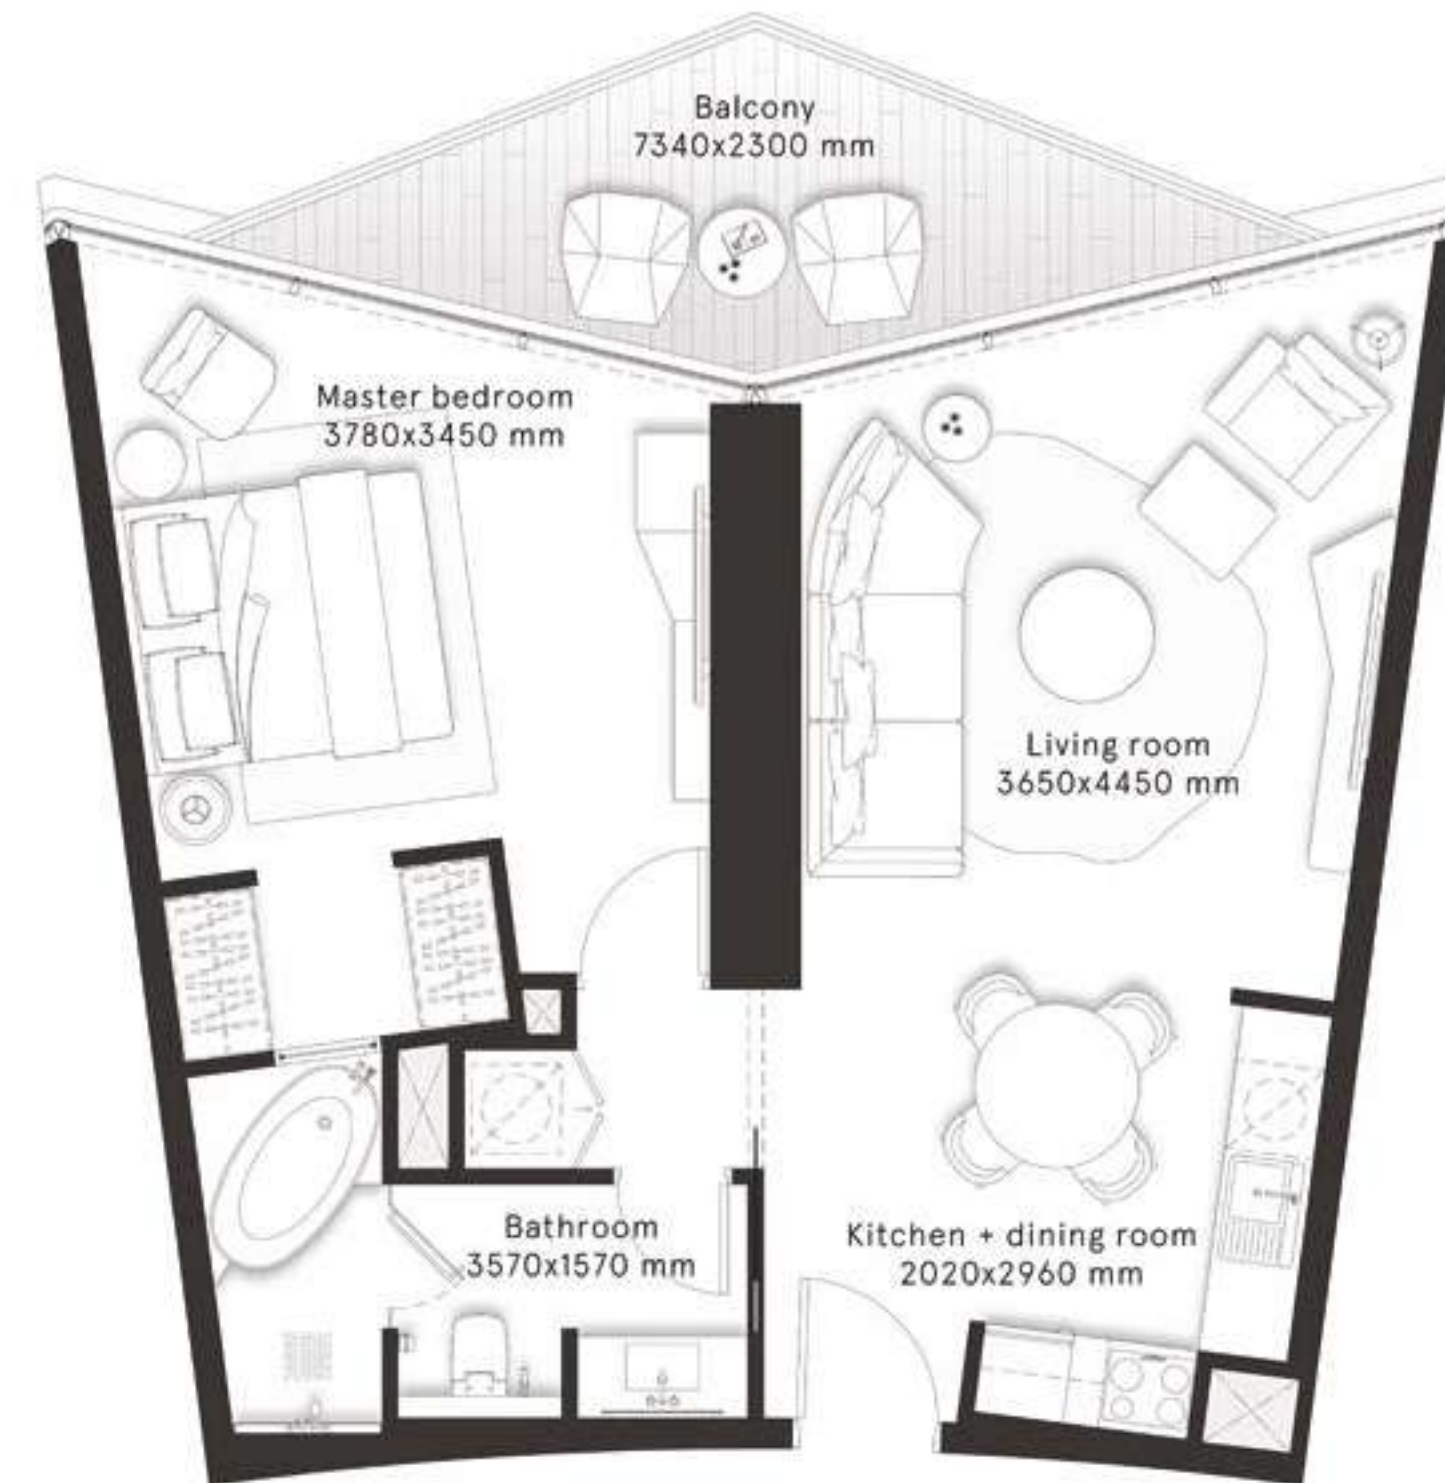 Balcony
7340x2300 mm
Master bedroom
3780x3450 mm
Living room
3650x4450 mm
Bathroom
3570x1570 mm
Kitchen + dining room
2020x2960 mm